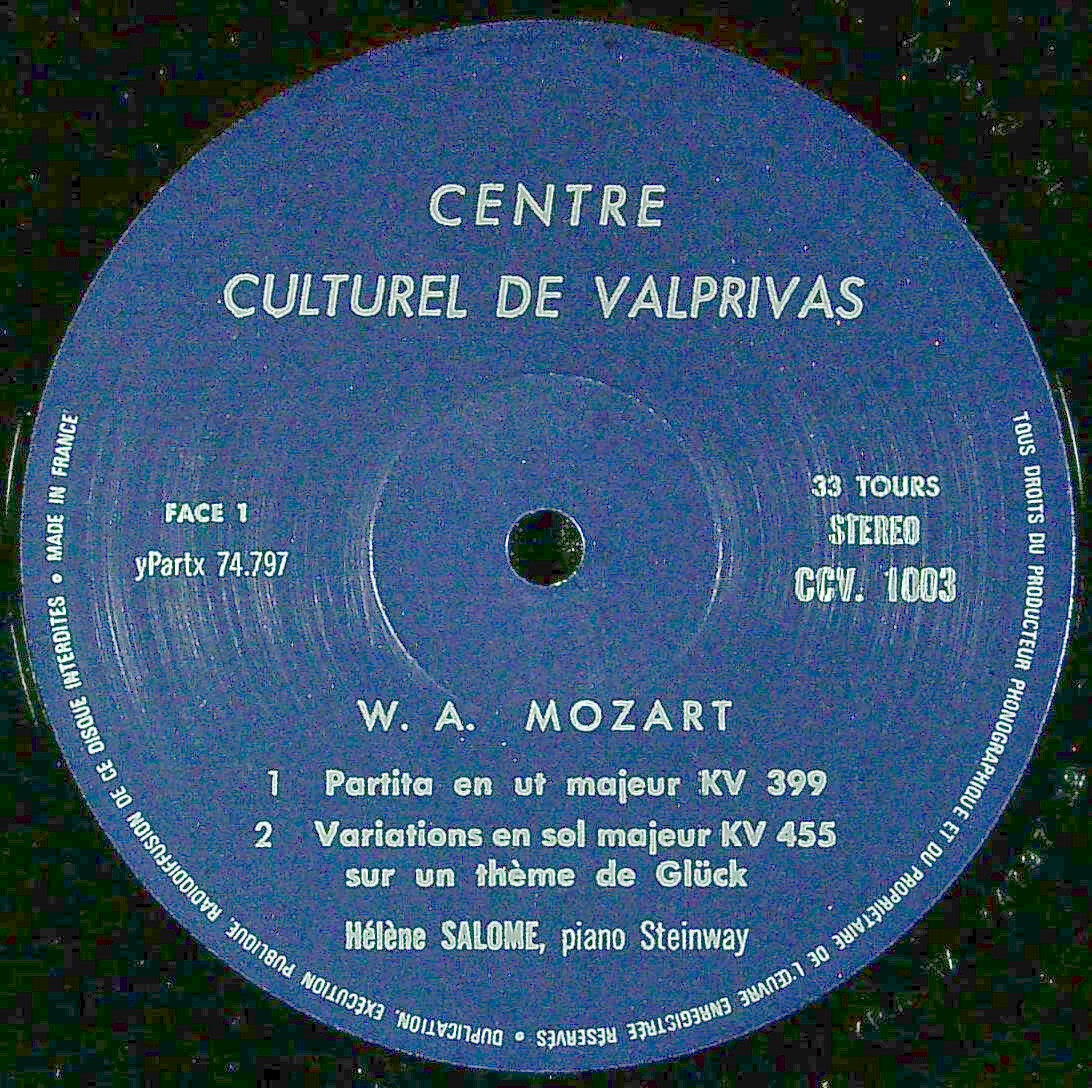 CENTRE
CULTUREL DE VALPRIVAS
FACE 1
yPartx 74.797
33 TOURS
STEREO
CCV. 1003
W. A. MOZART
1 Partita en ut majeur KV 399
2 Variations en sol majeur KV 455
sur un thème de Glück
Hélène SALOME, piano Steinway
TOUS DROITS DU PRODUCTEUR PHONOGRAPHIQUE ET DU PROPRIÉTAIRE DE L'ŒUVRE ENREGISTRÉE RÉSERVÉS • DUPLICATION, EXÉCUTION PUBLIQUE, RADIODIFFUSION DE CE DISQUE INTERDITES • MADE IN FRANCE